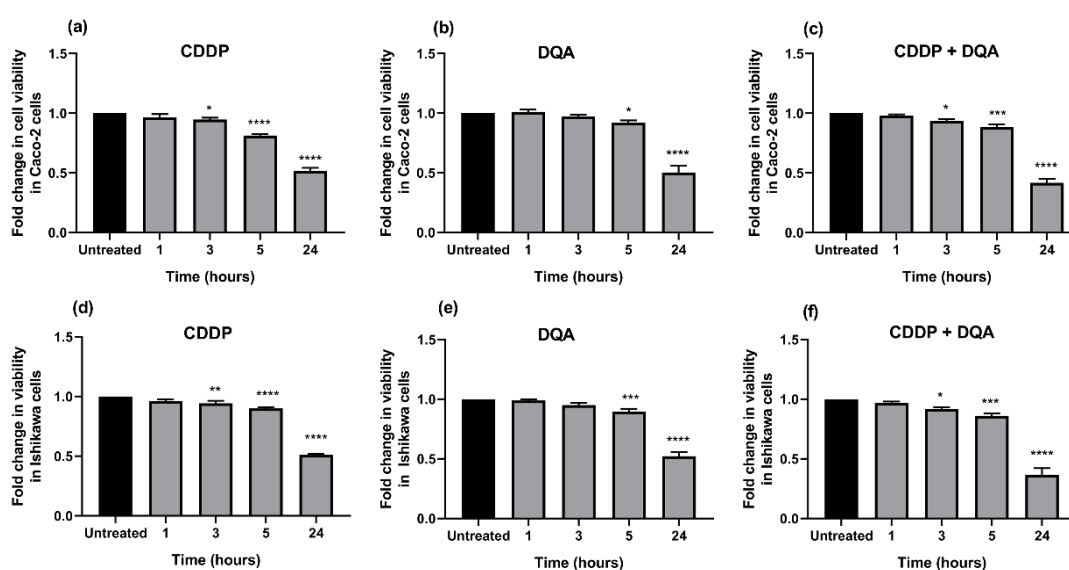 (a)
CDDP
Fold change in cell viability
in Caco-2 cells
1.5
1.0
0.5
0.0
*
****
****
Untreated 1 3 5 24
Time (hours)
(b)
DQA
Fold change in cell viability
in Caco-2 cells
1.5
1.0
0.5
0.0
*
****
Untreated 1 3 5 24
Time (hours)
(c)
CDDP + DQA
Fold change in cell viability
in Caco-2 cells
1.5
1.0
0.5
0.0
*
***
****
Untreated 1 3 5 24
Time (hours)
(d)
CDDP
Fold change in viability
in Ishikawa cells
1.5
1.0
0.5
0.0
**
****
****
Untreated 1 3 5 24
Time (hours)
(e)
DQA
Fold change in viability
in Ishikawa cells
1.5
1.0
0.5
0.0
***
****
Untreated 1 3 5 24
Time (hours)
(f)
CDDP + DQA
Fold change in viability
in Ishikawa cells
1.5
1.0
0.5
0.0
*
***
****
Untreated 1 3 5 24
Time (hours)